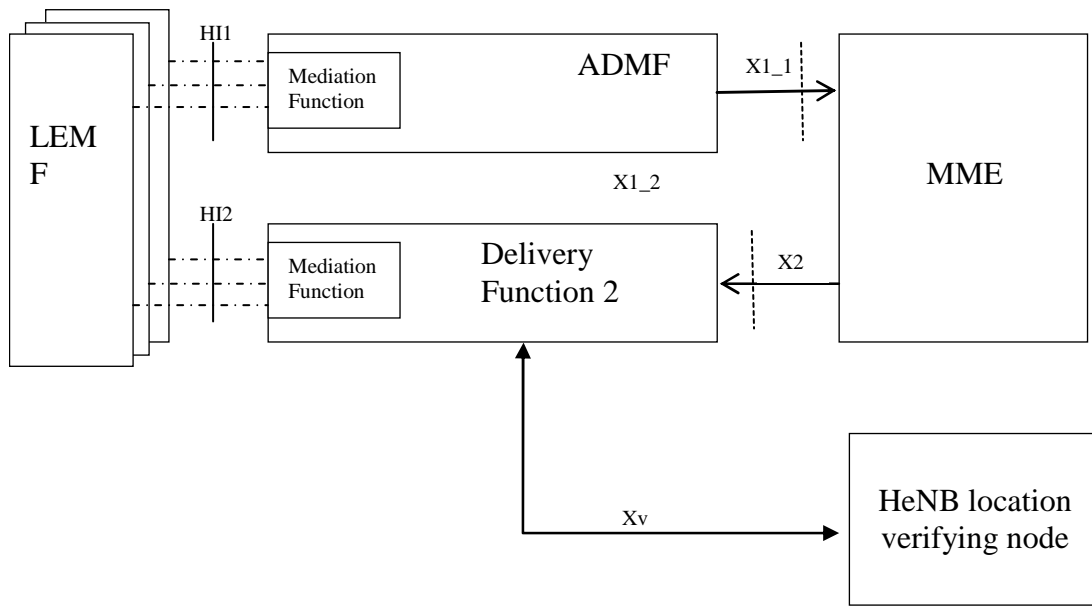 HI1
Mediation
Function
ADMF
X1_1
LEM
F
MME
X1_2
HI2
Mediation
Function
Delivery
Function 2
X2
Xv
HeNB location
verifying node